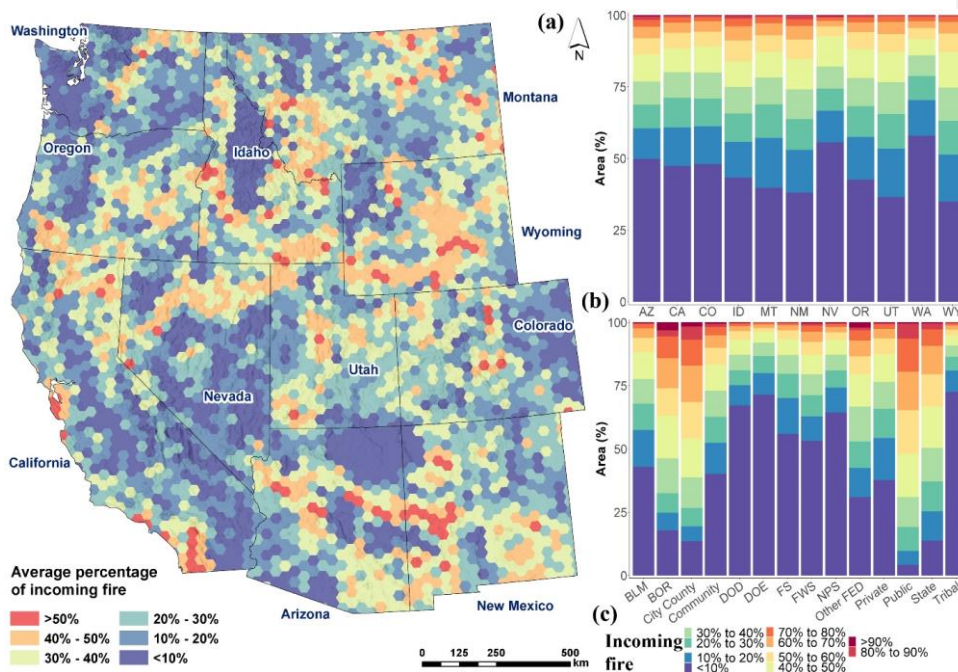 Washington
Montana
Oregon
Idaho
Wyoming
Colorado
Utah
Nevada
California
Arizona
New Mexico
Average percentage
of incoming fire
>50%
40% - 50%
30% - 40%
20% - 30%
10% - 20%
<10%
0 125 250 500
km
N
(a)
Area (%)
100
75
50
25
0
AZ CA CO ID MT NM NV OR UT WA WY
(b)
Area (%)
100
75
50
25
0
BLM
BOR
City County
Community
DOD
DOE
FS
FWS
NPS
Other FED
Private
Public
State
Tribal
(c)
Incoming
fire
30% to 40%
20% to 30%
10% to 20%
<10%
70% to 80%
60% to 70%
50% to 60%
40% to 50%
>90%
80% to 90%